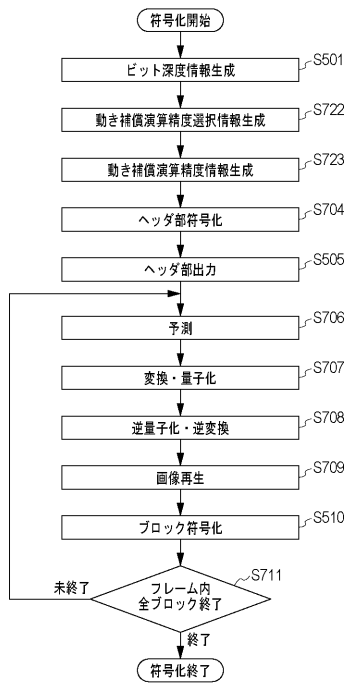 符号化開始
ビット深度情報生成
S501
動き補償演算精度選択情報生成
S722
動き補償演算精度情報生成
S723
ヘッダ部符号化
S704
ヘッダ部出力
S505
予測
S706
変換・量子化
S707
逆量子化・逆変換
S708
画像再生
S709
ブロック符号化
S510
未終了
フレーム内
全ブロック終了
S711
終了
符号化終了